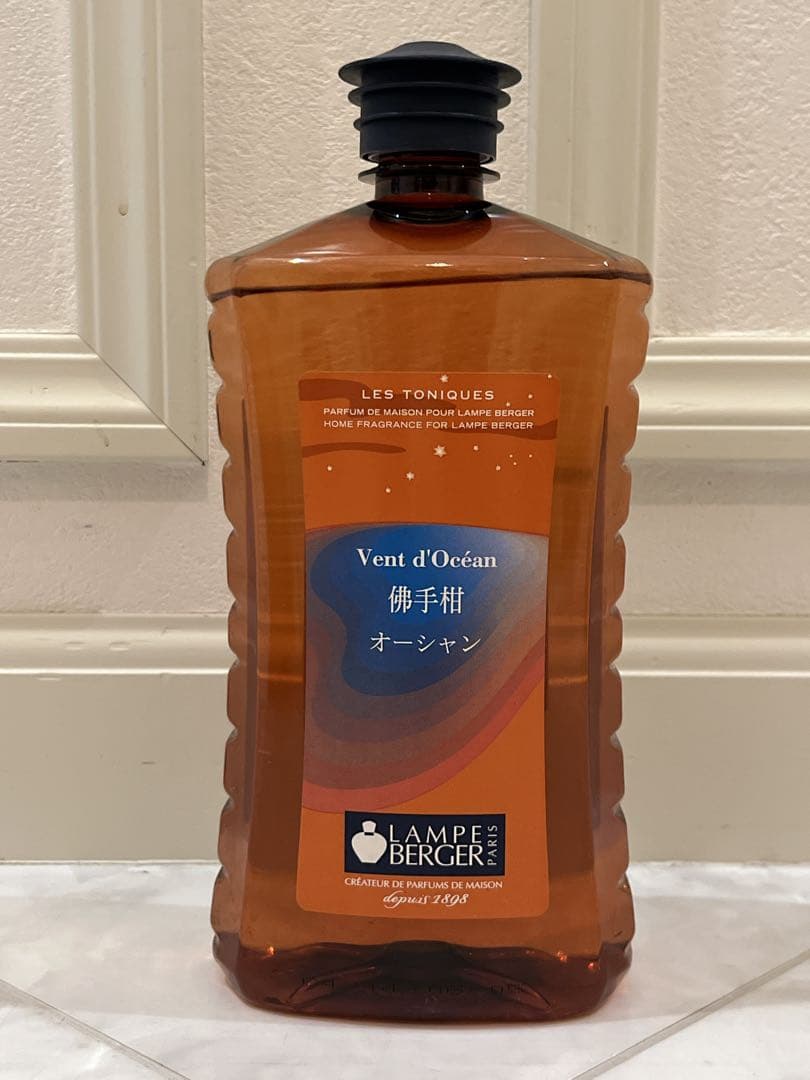 LES TONIQUES
PARFUM DE MAISON POUR LAMPE BERGER
HOME FRAGRANCE FOR LAMPE BERGER
Vent d'Océan
佛手柑
オーシャン
LAMPE
BERGER
PARIS
CRÉATEUR DE PARFUMS DE MAISON
depuis 1898